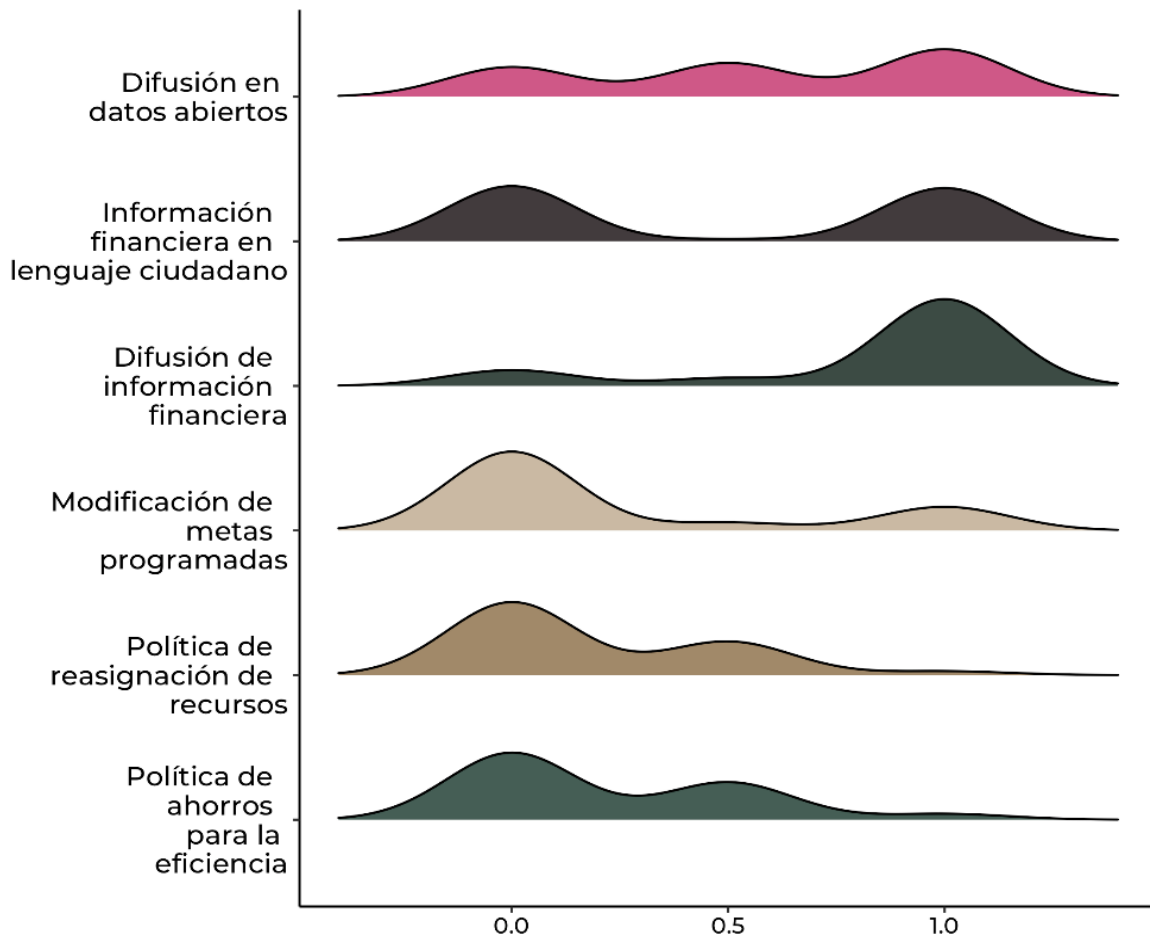 Difusión en
datos abiertos
Información
financiera en
lenguaje ciudadano
Difusión de
información
financiera
Modificación de
metas
programadas
Política de
reasignación de
recursos
Política de
ahorros
para la
eficiencia
0.0 0.5 1.0